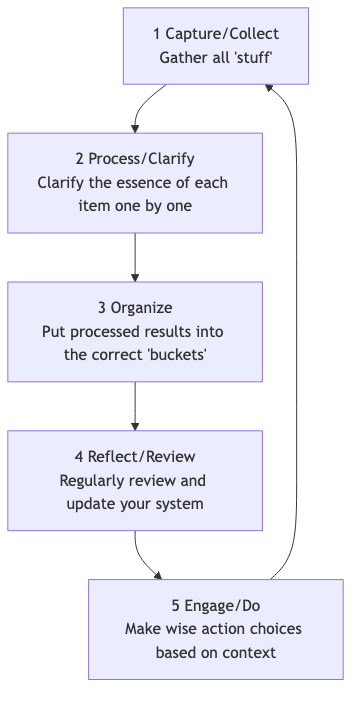 1 Capture/Collect
Gather all 'stuff'
2 Process/Clarify
Clarify the essence of each
item one by one
3 Organize
Put processed results into
the correct 'buckets'
4 Reflect/Review
Regularly review and
update your system
5 Engage/Do
Make wise action choices
based on context